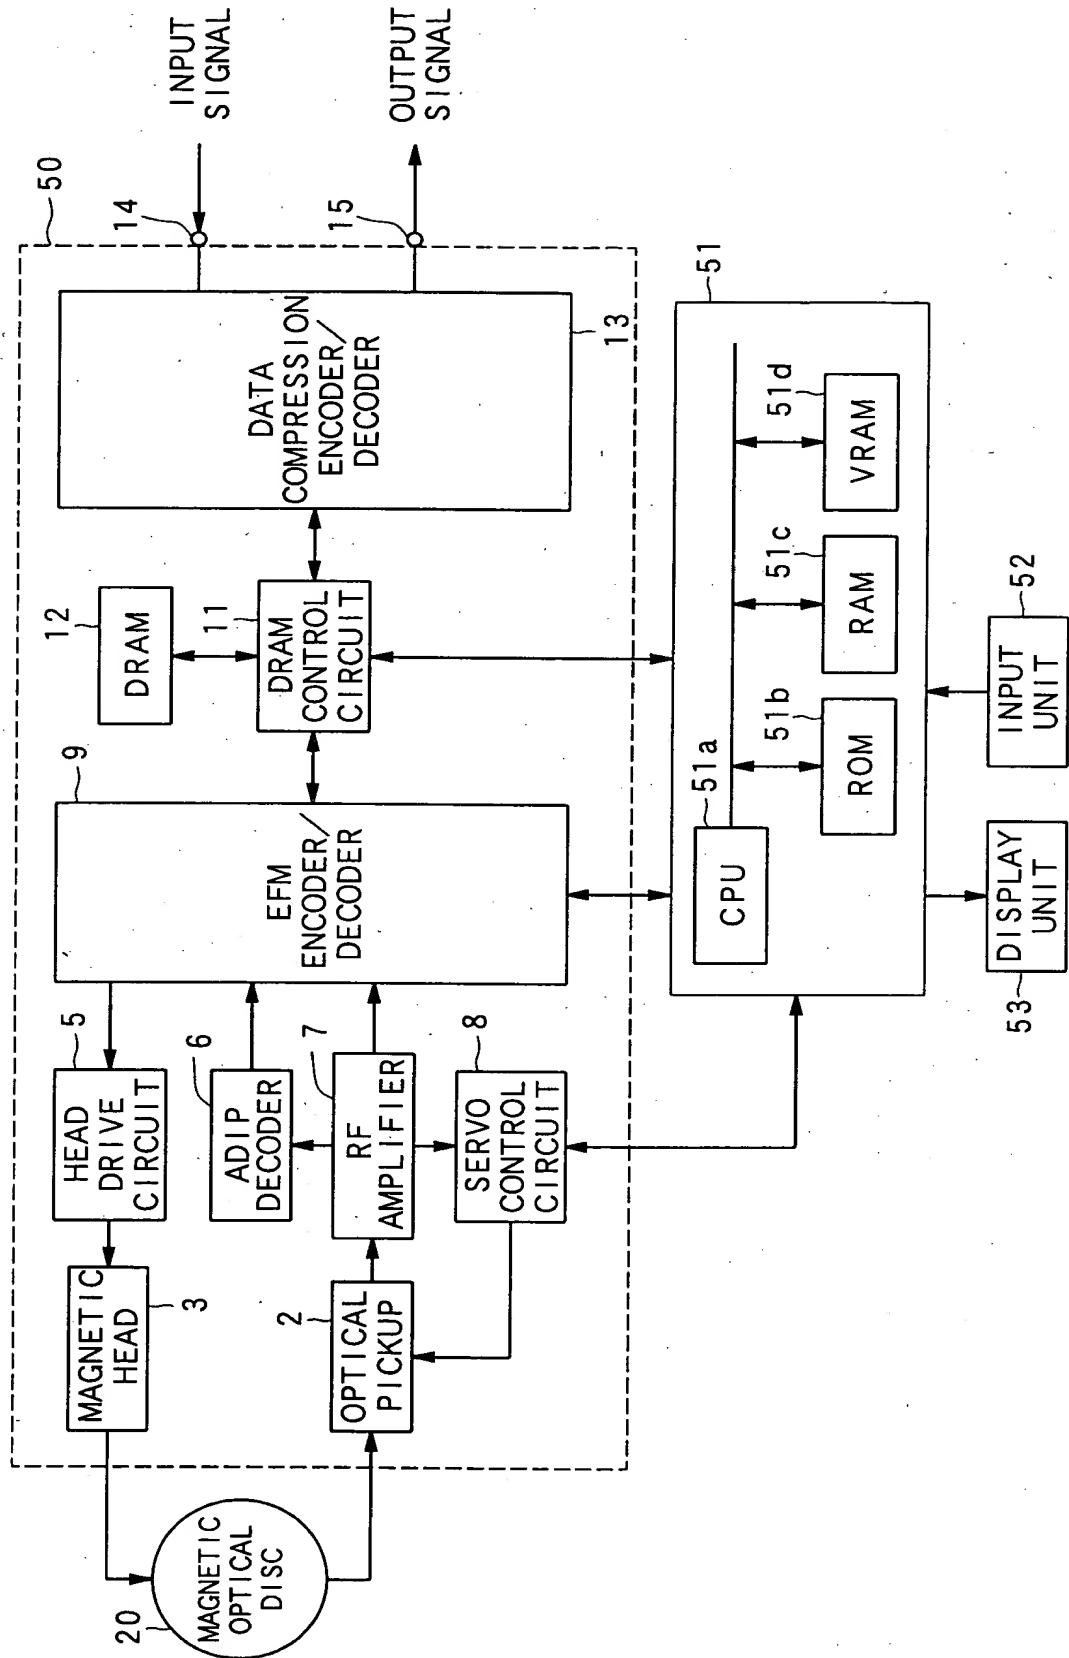 50
INPUT
SIGNAL
14
OUTPUT
SIGNAL
15
DATA
COMPRESSION
ENCODER/
DECODER
13
12
DRAM
11
DRAM
CONTROL
CIRCUIT
9
EFM
ENCODER/
DECODER
5
HEAD
DRIVE
CIRCUIT
6
ADIP
DECODER
7
RF
AMPLIFIER
8
SERVO
CONTROL
CIRCUIT
MAGNETIC
HEAD
3
2
OPTICAL
PICKUP
20
MAGNETIC
OPTICAL
DISC
51
CPU
51a
ROM
51b
RAM
51c
VRAM
51d
INPUT
UNIT
52
DISPLAY
UNIT
53